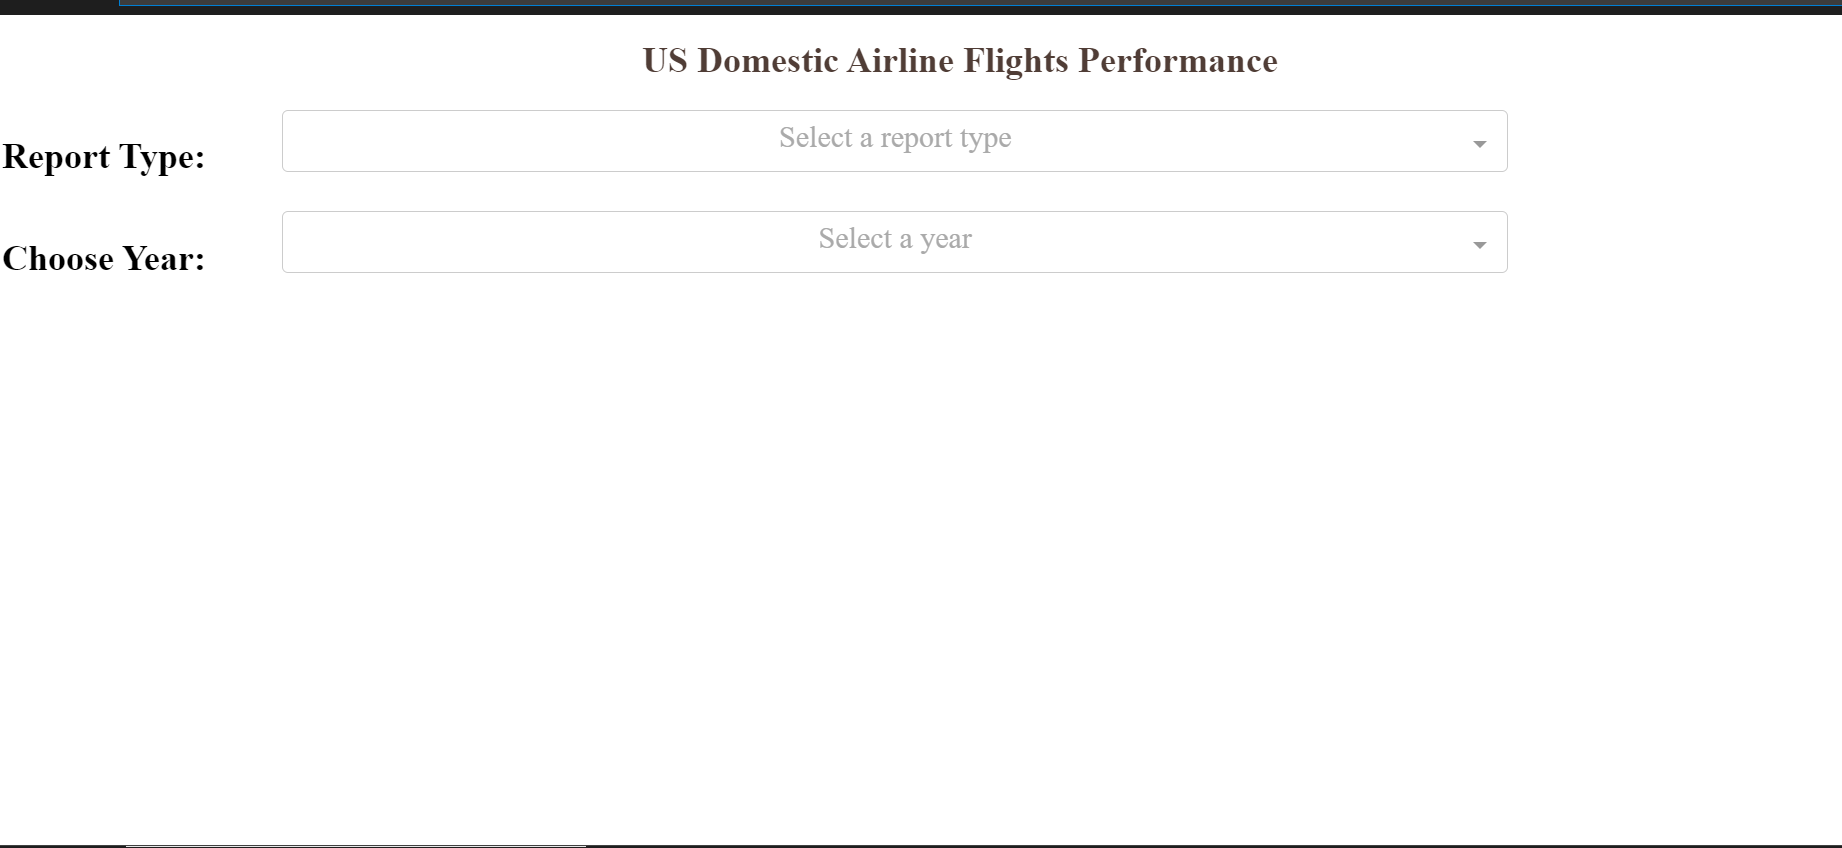 US Domestic Airline Flights Performance
Report Type:
Select a report type
Choose Year:
Select a year